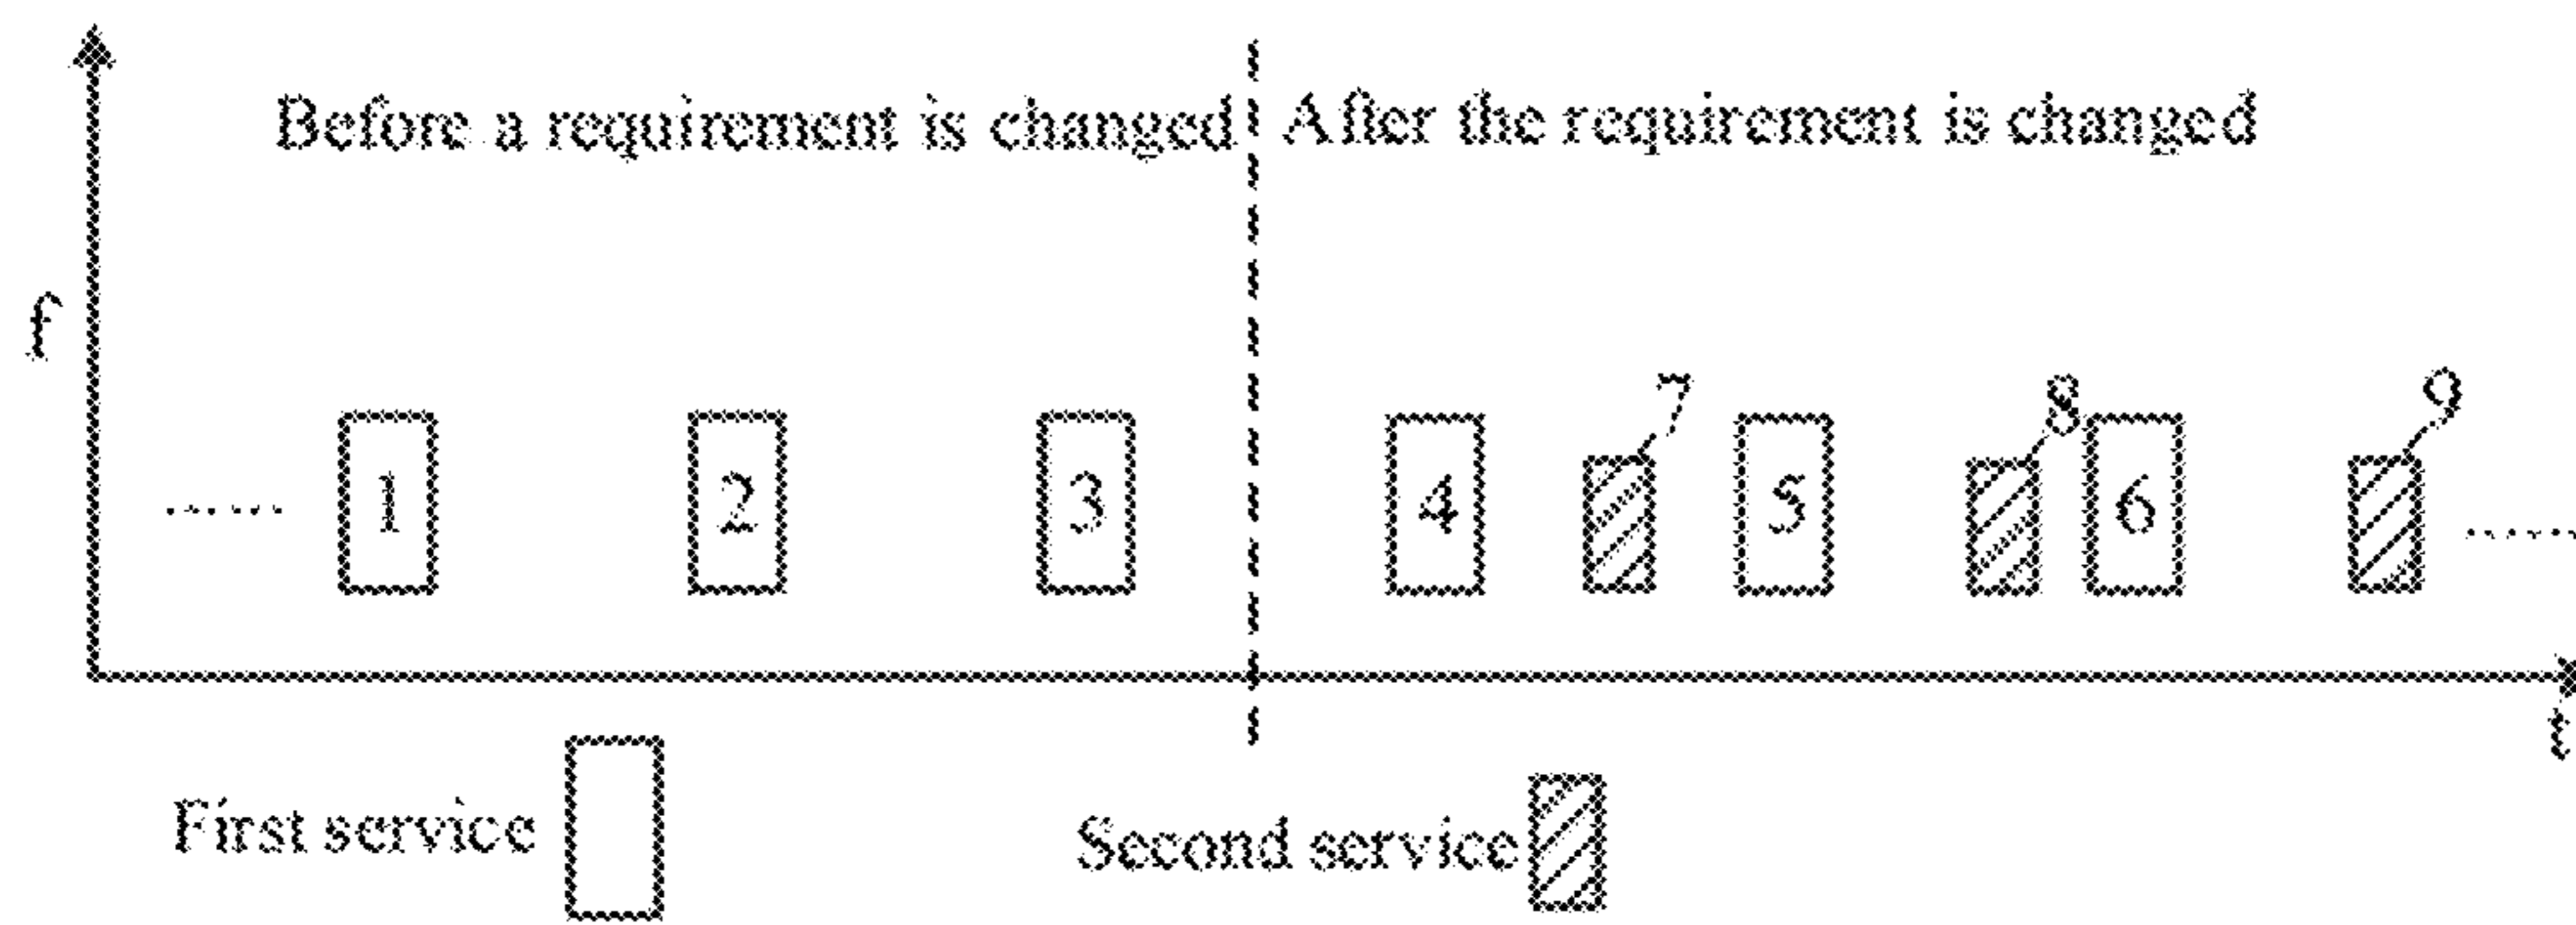 Before a requirement is changed
After the requirement is changed
f
7
8
9
......
1
2
3
4
5
6
......
t
First service
Second service